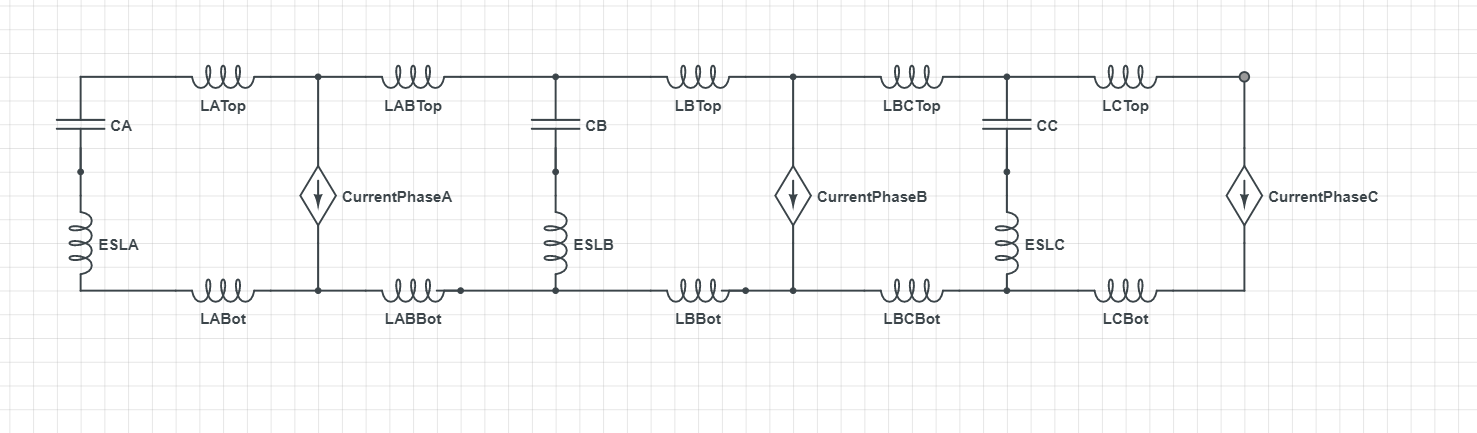 LATop
LABTop
LBTop
LBCTop
LCTop
CA
CB
CC
CurrentPhaseA
CurrentPhaseB
CurrentPhaseC
ESLA
ESLB
ESLC
LABot
LABBot
LBBot
LBCBot
LCBot